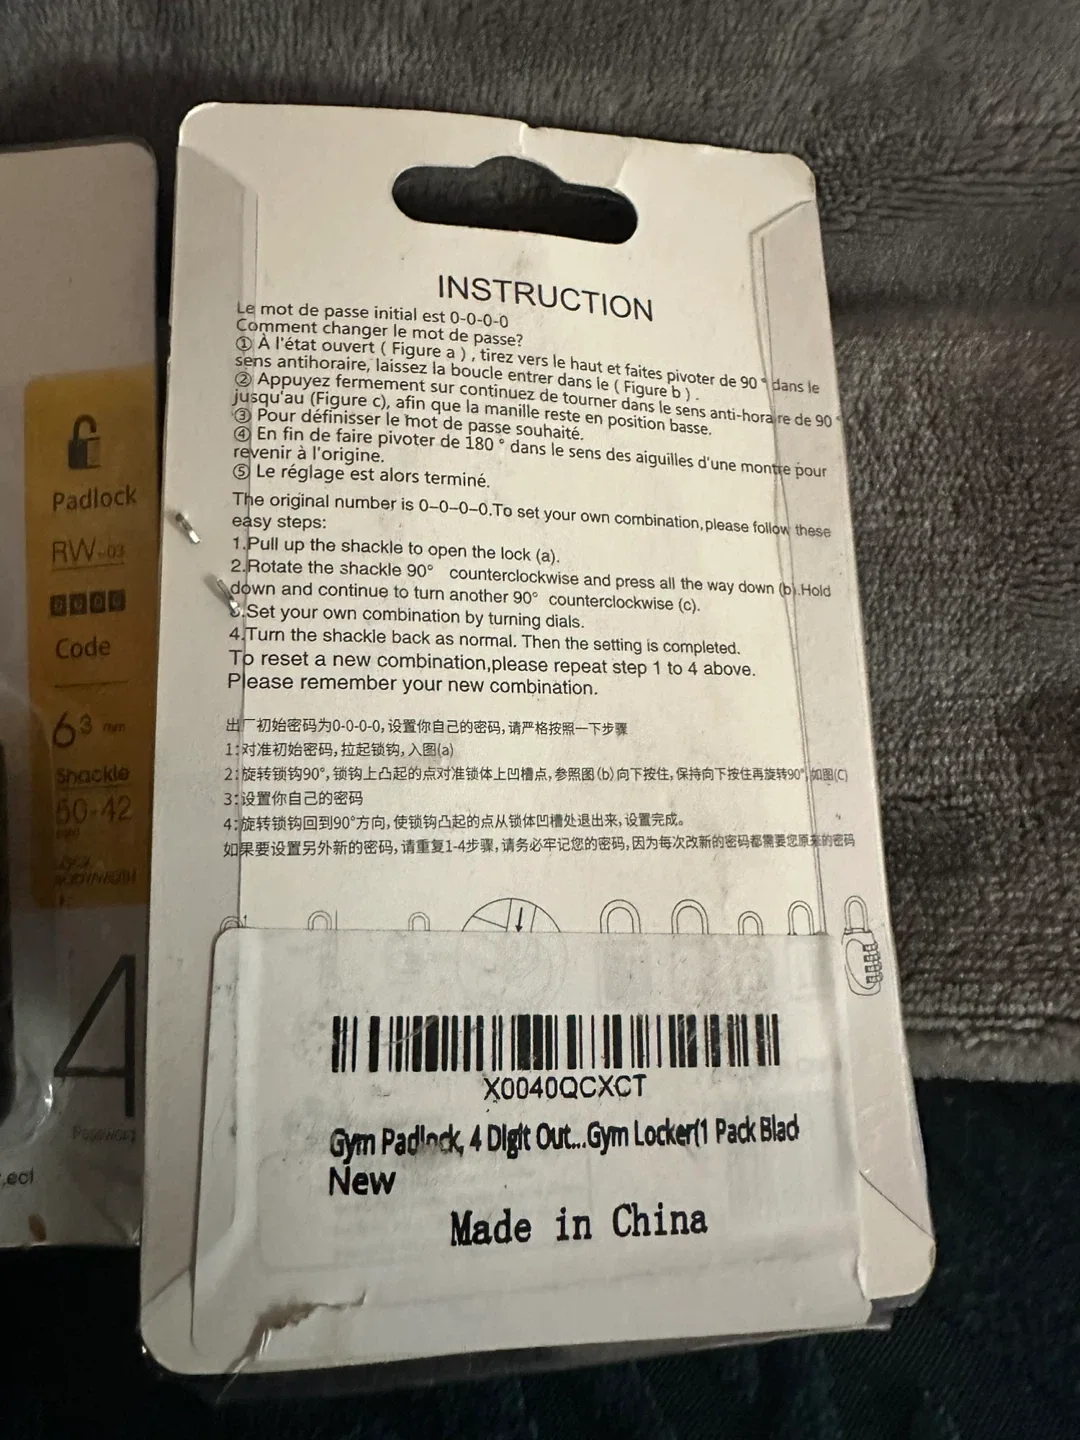 INSTRUCTION
Le mot de passe initial est 0-0-0-0
Comment changer le mot de passe?
① À l'état ouvert ( Figure a ) , tirez vers le haut et faites pivoter de 90 ° dans le
sens antihoraire, laissez la boucle entrer dans le ( Figure b ) .
② Appuyez fermement sur continuez de tourner dans le sens anti-horaire de 90 °
jusqu'au (Figure c), afin que la manille reste en position basse.
③ Pour définisser le mot de passe souhaité.
④ En fin de faire pivoter de 180 ° dans le sens des aiguilles d'une montre pour
revenir à l'origine.
⑤ Le réglage est alors terminé.
The original number is 0–0–0–0.To set your own combination,please follow these
easy steps:
1.Pull up the shackle to open the lock (a).
2.Rotate the shackle 90° counterclockwise and press all the way down (b).Hold
down and continue to turn another 90° counterclockwise (c).
3.Set your own combination by turning dials.
4.Turn the shackle back as normal. Then the setting is completed.
To reset a new combination,please repeat step 1 to 4 above.
Please remember your new combination.
出厂初始密码为0-0-0-0,设置你自己的密码,请严格按照一下步骤
1:对准初始密码,拉起锁钩,入图(a)
2:旋转锁钩90°,锁钩上凸起的点对准锁体上凹槽点,参照图(b)向下按住,保持向下按住再旋转90°,如图(C)
3:设置你自己的密码
4:旋转锁钩回到90°方向,使锁钩凸起的点从锁体凹槽处退出来,设置完成。
如果要设置另外新的密码,请重复1-4步骤,请务必牢记您的密码,因为每次改新的密码都需要您原来的密码
X0040QCXCT
Gym Padlock, 4 Digit Out...Gym Locker(1 Pack Blac
New
Made in China
Padlock
RW-03
0000
Code
63 mm
Shackle
50-42
BODYWIDTH
4
Password